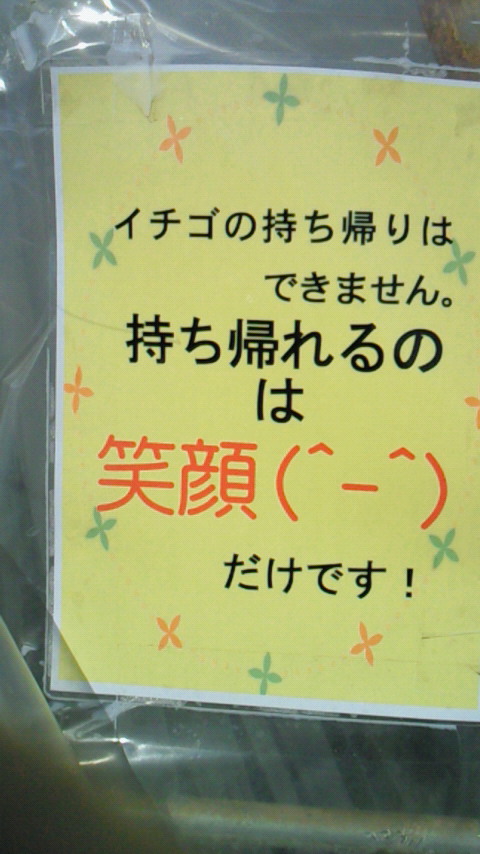 イチゴの持ち帰りは
できません。
持ち帰れるの
は
笑顔(^-^)
だけです!